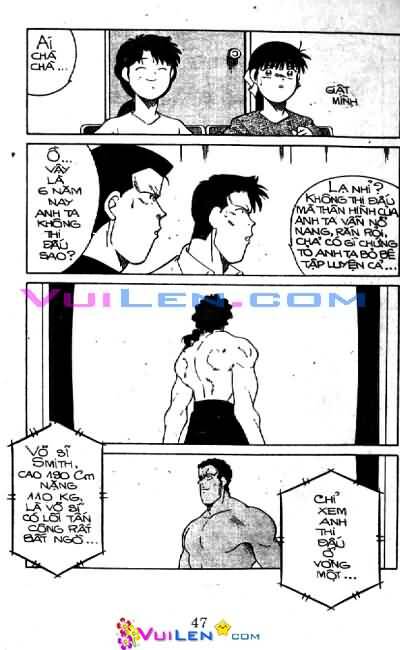 ÁI
CHÀ
CHÀ...
GIẬT
MÌNH
Ồ...
VẬY
LÀ
6 NĂM
NAY
ANH TA
KHÔNG
THI
ĐẤU
SAO?
LẠ NHỈ?
KHÔNG THI ĐẤU
MÀ THÂN HÌNH CỦA
ANH TA VẪN NỞ
NANG, RẮN RỎI,
CHẢ CÓ GÌ CHỨNG
TỎ ANH TA BỎ BÊ
TẬP LUYỆN CẢ...
VUILEN.COM
VÕ SĨ
SMITH,
CAO 190 Cm
NẶNG
110 KG,
LÀ VÕ SĨ
CÓ LỐI TẤN
CÔNG RẤT
BẤT NGỜ...
CHỈ
XEM
ANH
THI
ĐẤU
Ở
VÒNG
MỘT...
47
VUILEN.COM